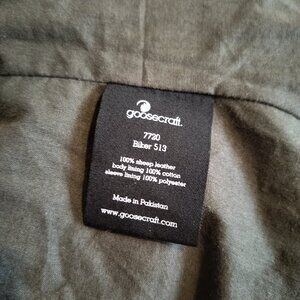 goosecraft.
7720
Biker 513
100% sheep leather
body lining 100% cotton
sleeve lining 100% polyester
Made in Pakistan
www.goosecraft.com